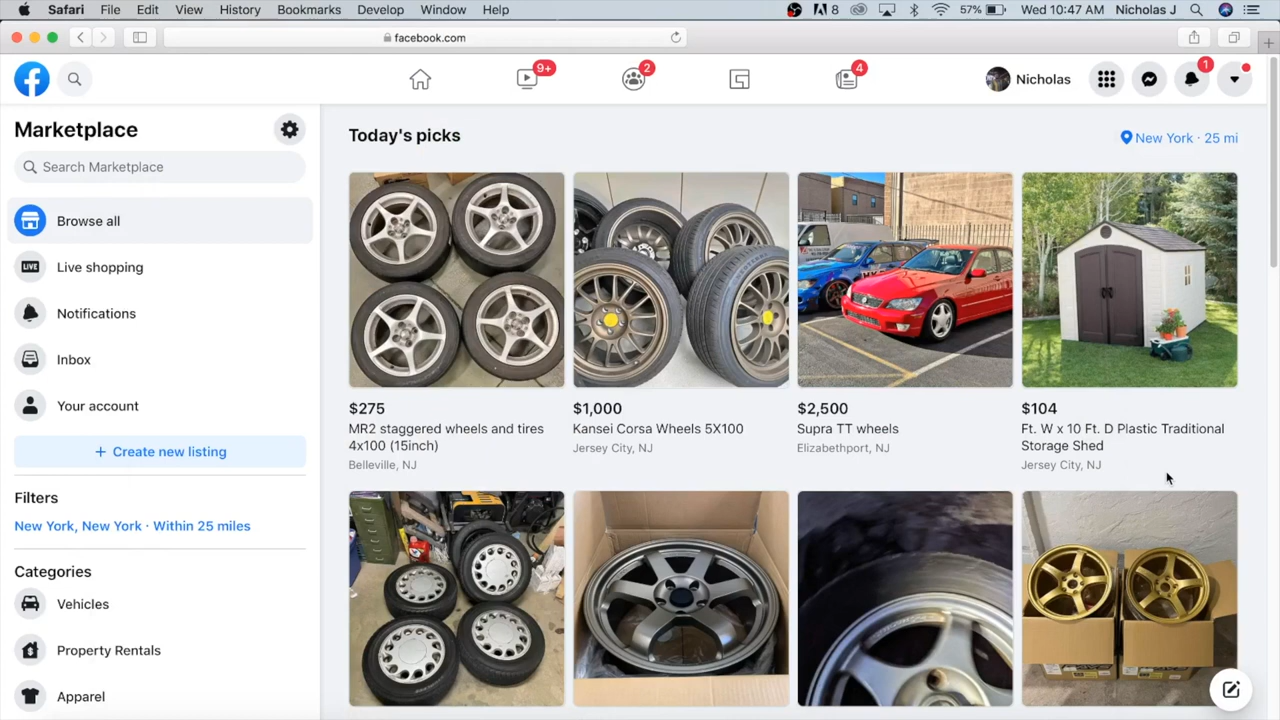 Safari File Edit View History Bookmarks Develop Window Help 8 57% Wed 10:47 AM Nicholas J
facebook.com
9+ 2 4 Nicholas 1
Marketplace
Search Marketplace
Browse all
LIVE Live shopping
Notifications
Inbox
Your account
+ Create new listing
Filters
New York, New York · Within 25 miles
Categories
Vehicles
Property Rentals
Apparel
Today's picks
New York · 25 mi
$275
MR2 staggered wheels and tires
4x100 (15inch)
Belleville, NJ
$1,000
Kansei Corsa Wheels 5X100
Jersey City, NJ
$2,500
Supra TT wheels
Elizabethport, NJ
$104
Ft. W x 10 Ft. D Plastic Traditional
Storage Shed
Jersey City, NJ